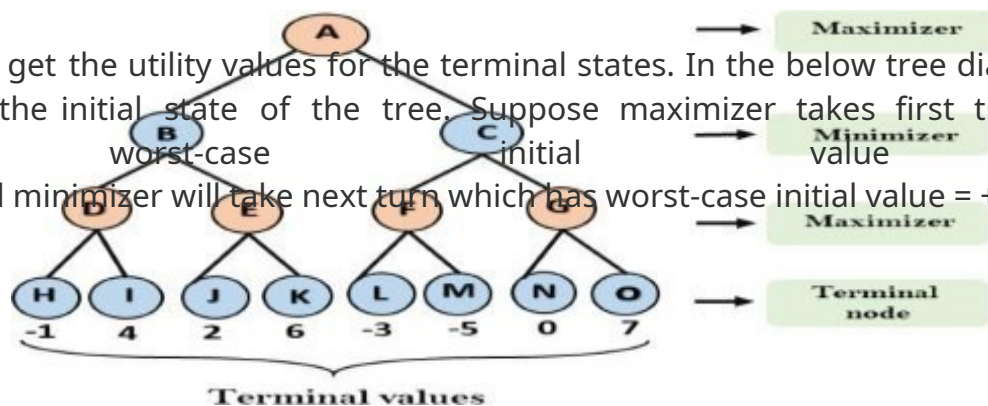 A
Maximizer
get the utility values for the terminal states. In the below tree
the initial state of the tree. Suppose maximizer takes first
B
C
Minimizer
worst-case initial value
minimizer will take next turn which has worst-case initial value =
D
E
F
G
Maximizer
H I J K L M N O
Terminal
node
-1 4 2 6 -3 -5 0 7
Terminal values